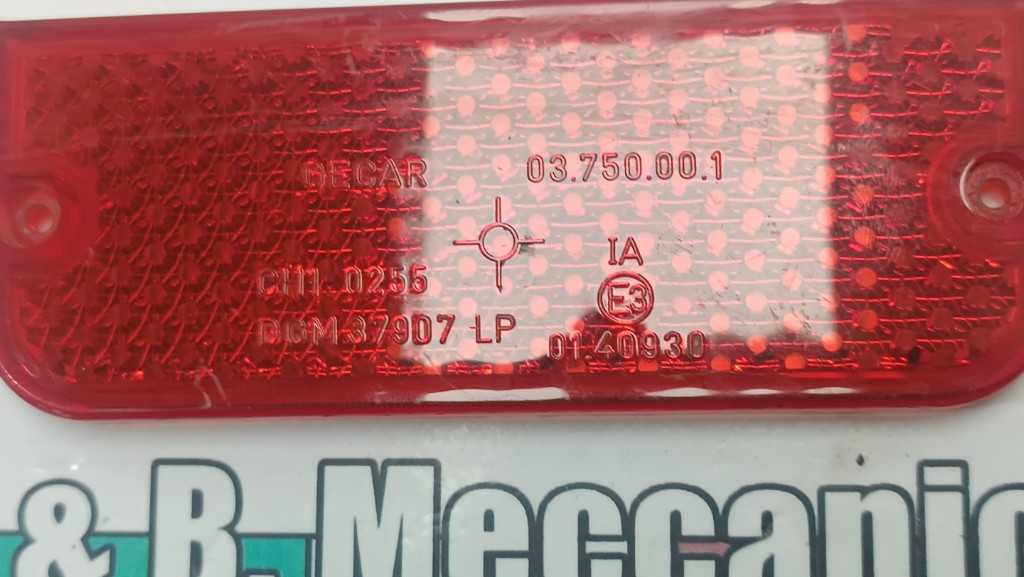 GECAR 03.750.00.1
IA
E3
CH1 0255
DGM 37907 LP 01.40930
& B. Meccanic